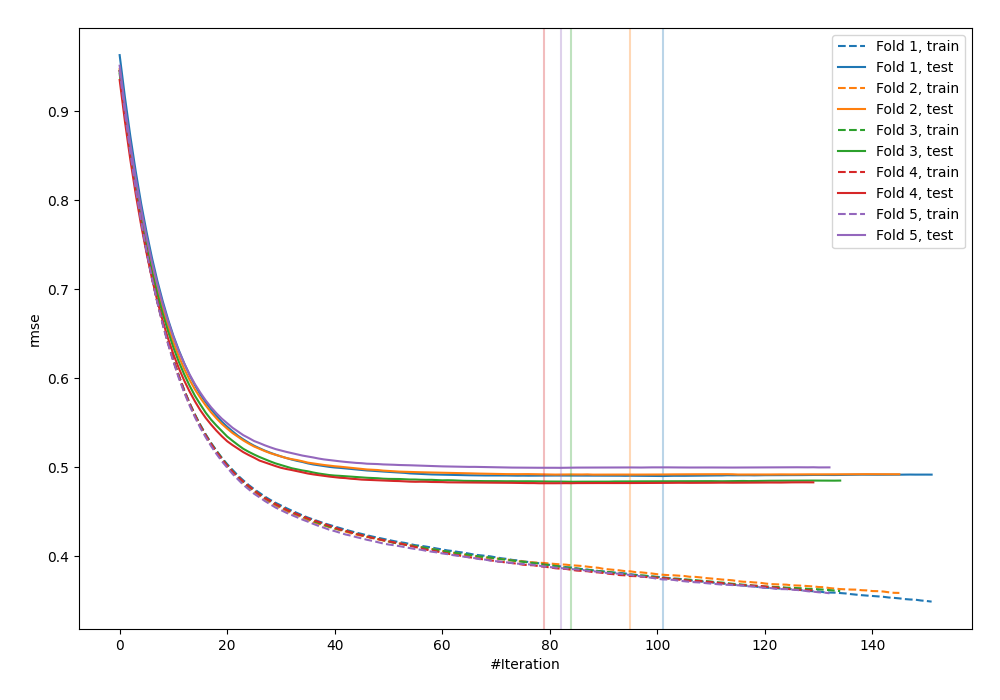 Fold 1, train
Fold 1, test
Fold 2, train
Fold 2, test
Fold 3, train
Fold 3, test
Fold 4, train
Fold 4, test
Fold 5, train
Fold 5, test
0.9
0.8
0.7
0.6
0.5
0.4
rmse
0 20 40 60 80 100 120 140
#Iteration